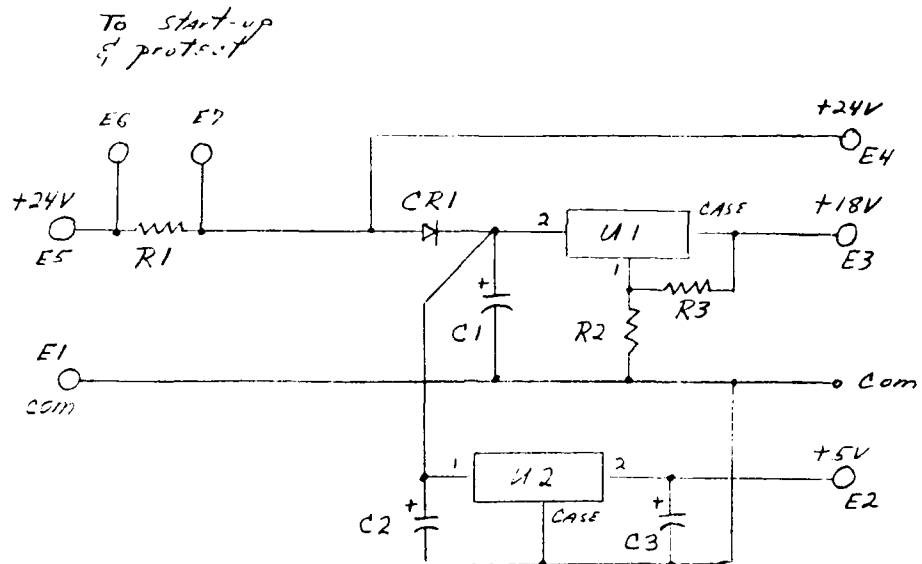 To start-up
& protect
E6 E7
+24V
E4
+24V
E5
R1
CR1
2
U1
CASE
+18V
E3
1
R3
R2
+
C1
E1
com
Com
1
U2
2
CASE
+5V
E2
+
C2
+
C3